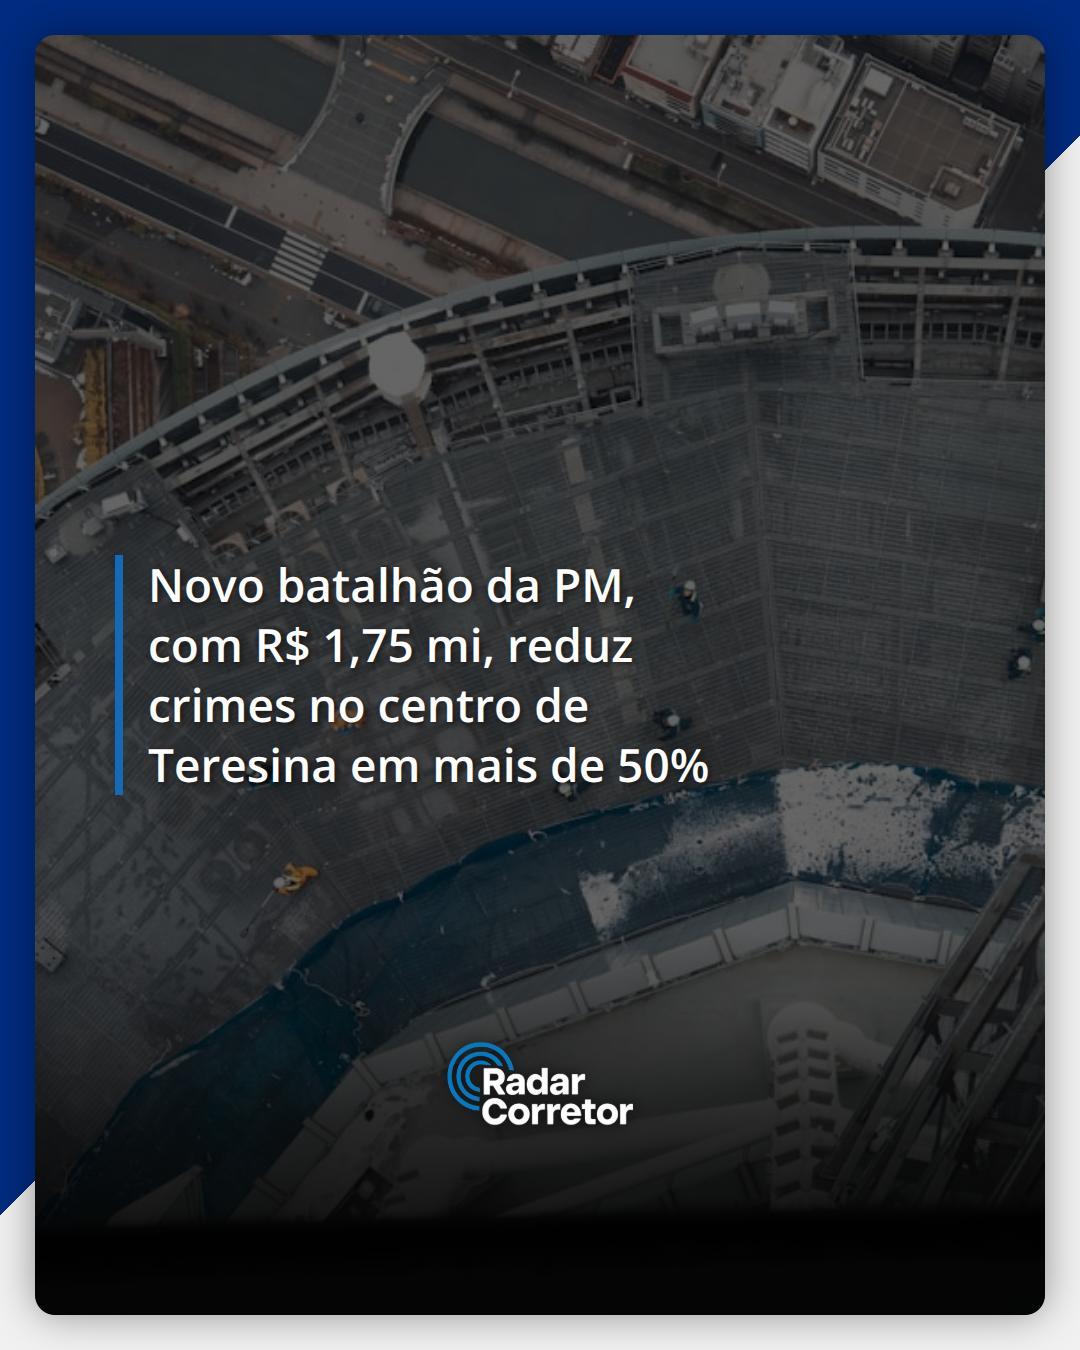 Novo batalhão da PM,
com R$ 1,75 mi, reduz
crimes no centro de
Teresina em mais de 50%
Radar
Corretor